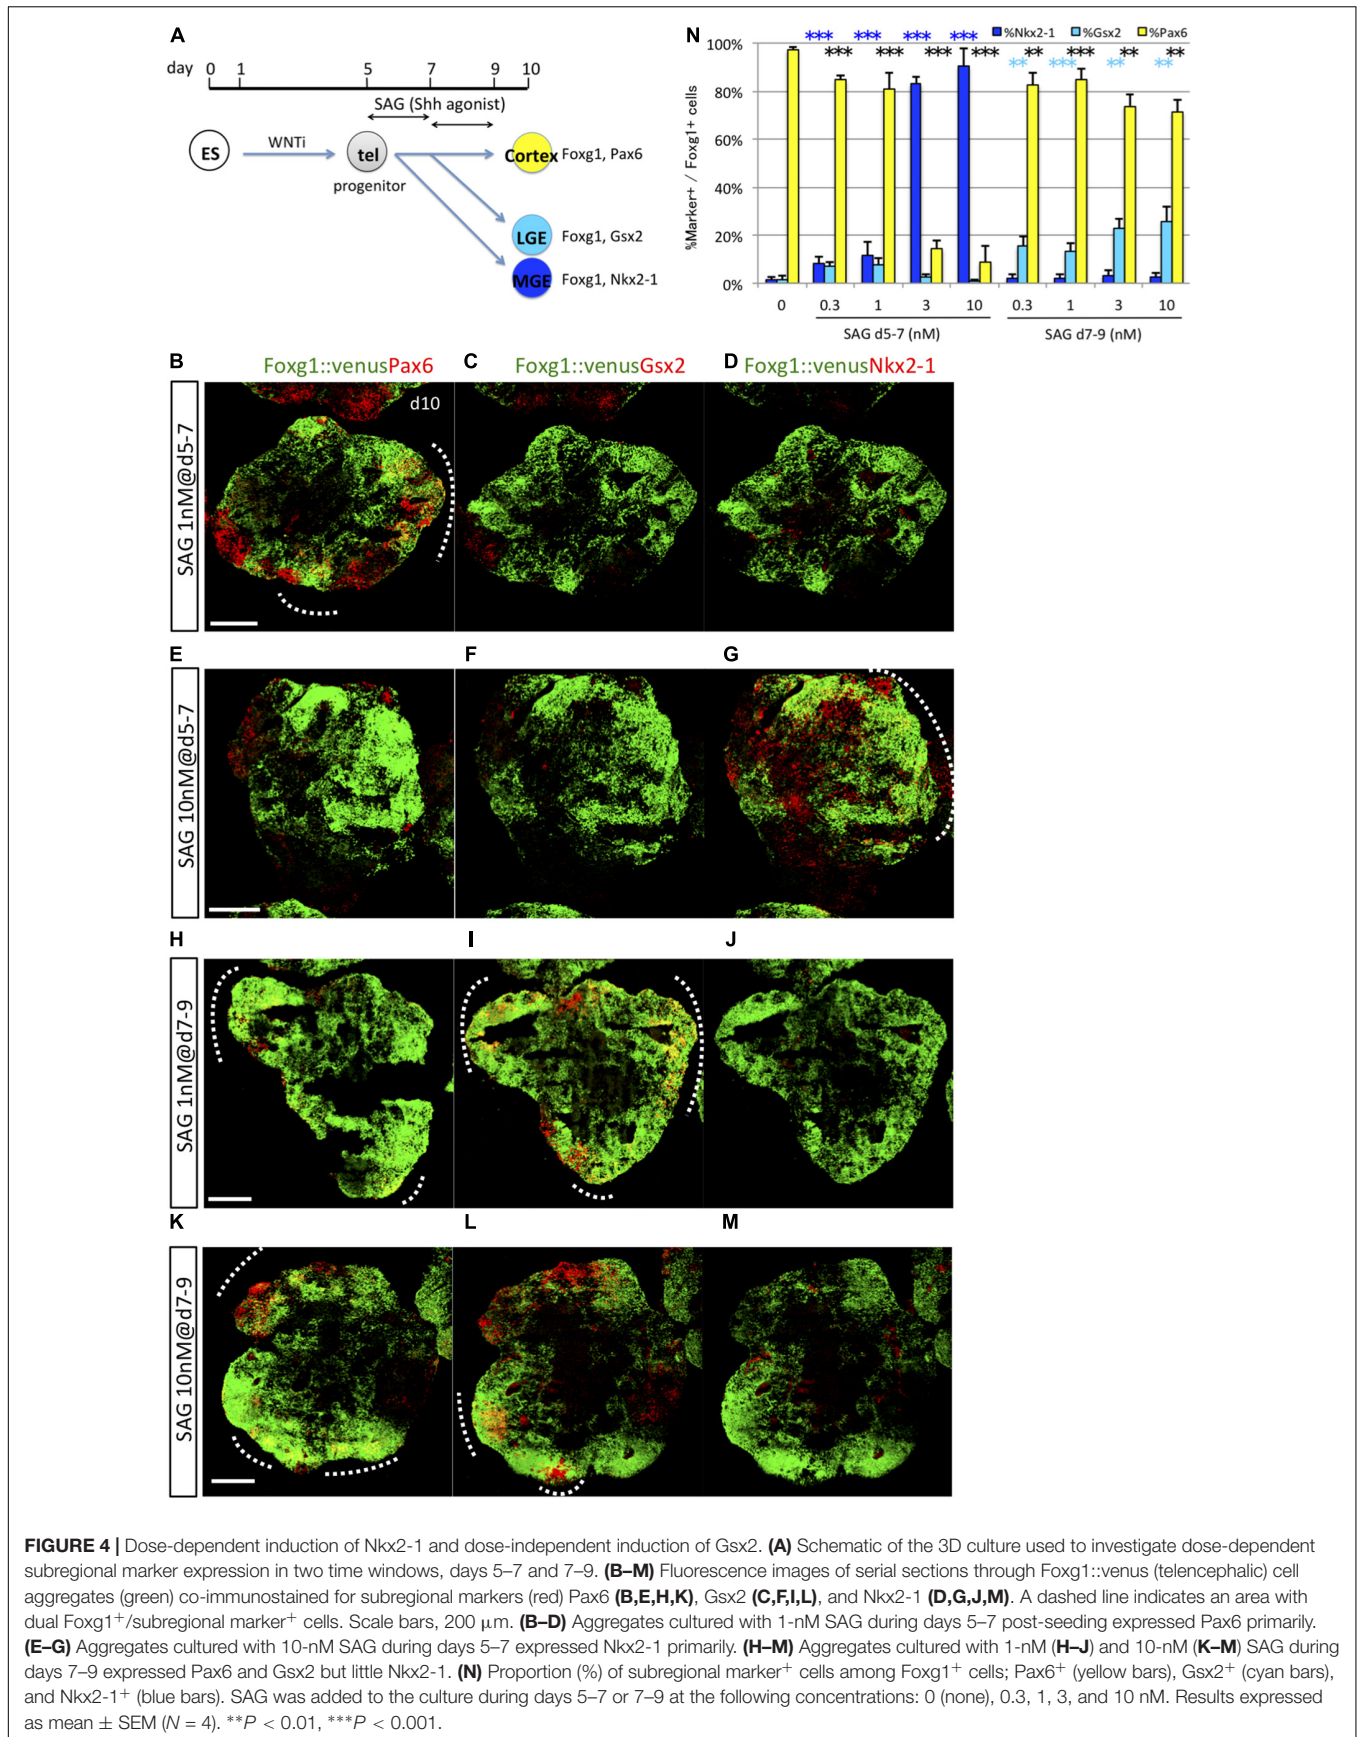 A
day 0 1 5 7 9 10
SAG (Shh agonist)
ES WNTi tel Cortex Foxg1, Pax6
progenitor
LGE Foxg1, Gsx2
MGE Foxg1, Nkx2-1
N
*** *** *** *** %Nkx2-1 %Gsx2 %Pax6
*** *** *** *** ** *** ** **
** *** ** **
%Marker+ / Foxg1+ cells
100%
80%
60%
40%
20%
0%
0 0.3 1 3 10 0.3 1 3 10
SAG d5-7 (nM) SAG d7-9 (nM)
B Foxg1::venusPax6 C Foxg1::venusGsx2 D Foxg1::venusNkx2-1
d10
SAG 1nM@d5-7
E F G
SAG 10nM@d5-7
H I J
SAG 1nM@d7-9
K L M
SAG 10nM@d7-9
FIGURE 4 | Dose-dependent induction of Nkx2-1 and dose-independent induction of Gsx2. (A) Schematic of the 3D culture used to investigate dose-dependent
subregional marker expression in two time windows, days 5–7 and 7–9. (B–M) Fluorescence images of serial sections through Foxg1::venus (telencephalic) cell
aggregates (green) co-immunostained for subregional markers (red) Pax6 (B,E,H,K), Gsx2 (C,F,I,L), and Nkx2-1 (D,G,J,M). A dashed line indicates an area with
dual Foxg1+/subregional marker+ cells. Scale bars, 200 μm. (B–D) Aggregates cultured with 1-nM SAG during days 5–7 post-seeding expressed Pax6 primarily.
(E–G) Aggregates cultured with 10-nM SAG during days 5–7 expressed Nkx2-1 primarily. (H–M) Aggregates cultured with 1-nM (H–J) and 10-nM (K–M) SAG during
days 7–9 expressed Pax6 and Gsx2 but little Nkx2-1. (N) Proportion (%) of subregional marker+ cells among Foxg1+ cells; Pax6+ (yellow bars), Gsx2+ (cyan bars),
and Nkx2-1+ (blue bars). SAG was added to the culture during days 5–7 or 7–9 at the following concentrations: 0 (none), 0.3, 1, 3, and 10 nM. Results expressed
as mean ± SEM (N = 4). **P < 0.01, ***P < 0.001.